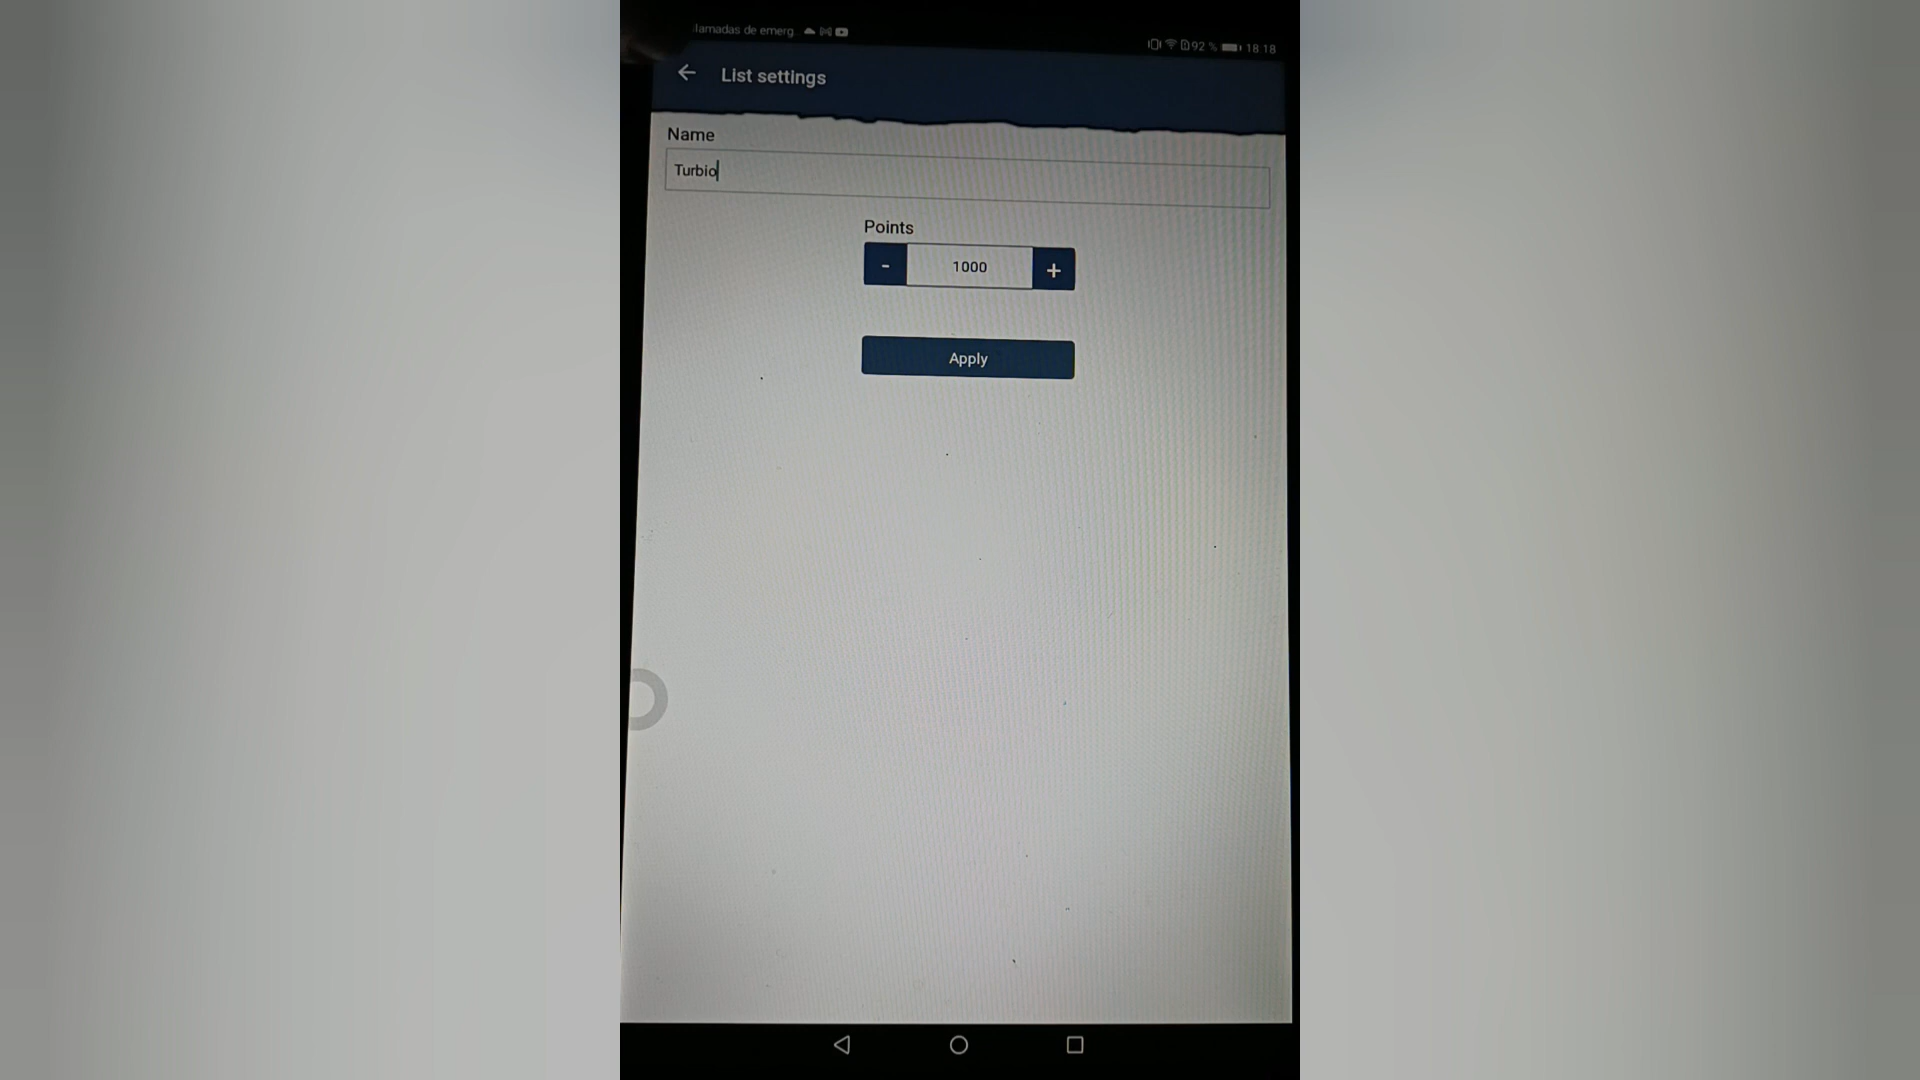 lamadas de emerg
92 % 18:18
List settings
Name
Turbio
Points
- 1000 +
Apply